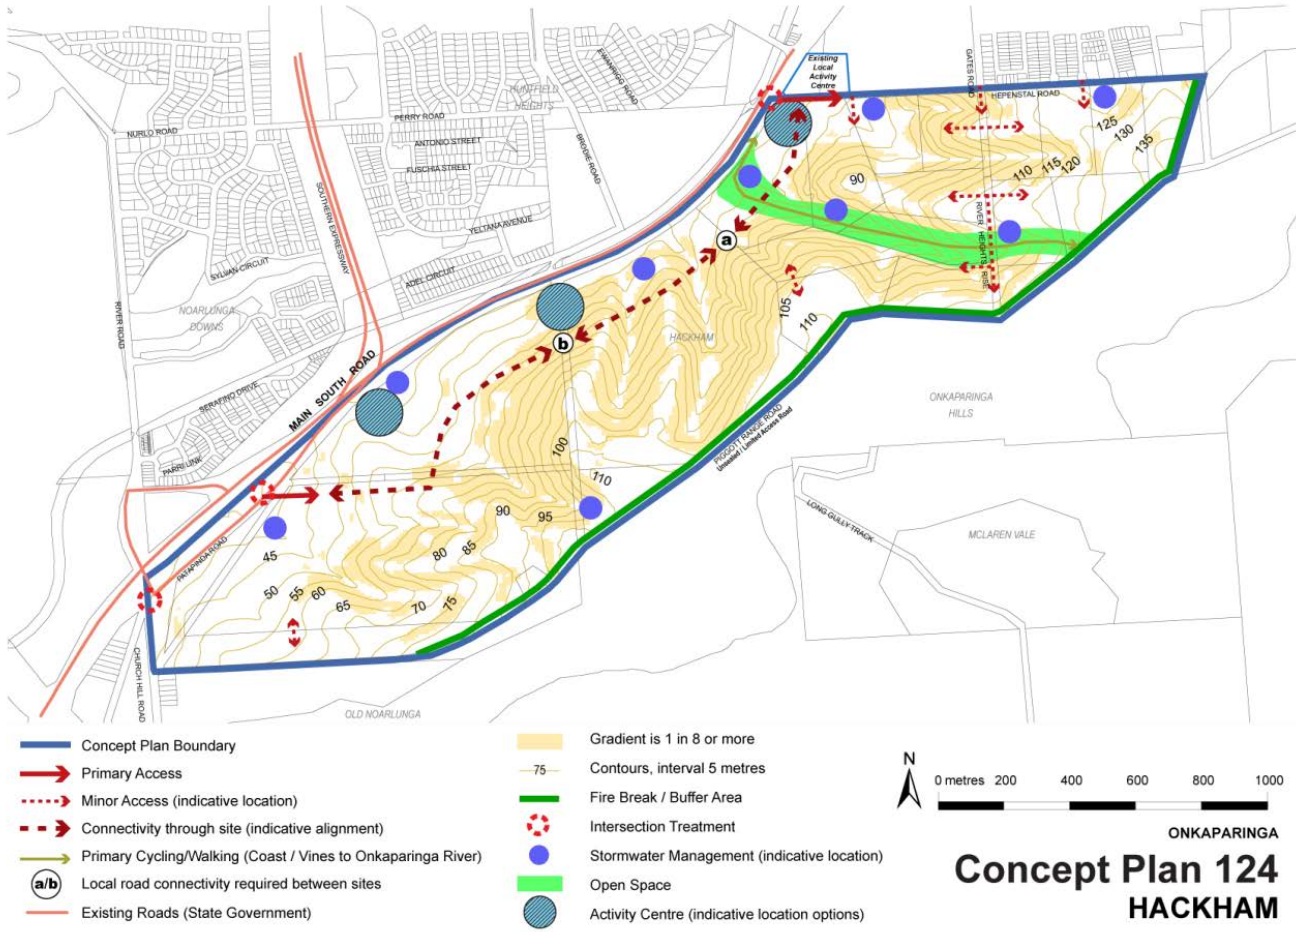 Existing
Local
Activity
Centre
GATES ROAD
HEPENSTAL ROAD
EWANRIGG ROAD
HUNTFIELD
HEIGHTS
PERRY ROAD
NURLO ROAD
ANTONIO STREET
FUSCHIA STREET
BRODIE ROAD
125
130
135
110
115
120
90
SOUTHERN EXPRESSWAY
YELTANA AVENUE
RIVER HEIGHTS RISE
a
SYLVAN CIRCUIT
ADEL CIRCUIT
NOARLUNGA
DOWNS
RIVER ROAD
105
110
HACKHAM
b
MAIN SOUTH ROAD
SERAFINO DRIVE
ONKAPARINGA
HILLS
PIGGOTT RANGE ROAD
Unsealed / Limited Access Road
100
110
PARRI LINK
90
95
LONG GULLY TRACK
MCLAREN VALE
PATAPINDA ROAD
45
80
85
50
55
60
65
70
75
CHURCH HILL ROAD
OLD NOARLUNGA
Concept Plan Boundary
Primary Access
Minor Access (indicative location)
Connectivity through site (indicative alignment)
Primary Cycling/Walking (Coast / Vines to Onkaparinga River)
a/b Local road connectivity required between sites
Existing Roads (State Government)
Gradient is 1 in 8 or more
75 Contours, interval 5 metres
Fire Break / Buffer Area
Intersection Treatment
Stormwater Management (indicative location)
Open Space
Activity Centre (indicative location options)
N
0 metres 200 400 600 800 1000
ONKAPARINGA
Concept Plan 124
HACKHAM